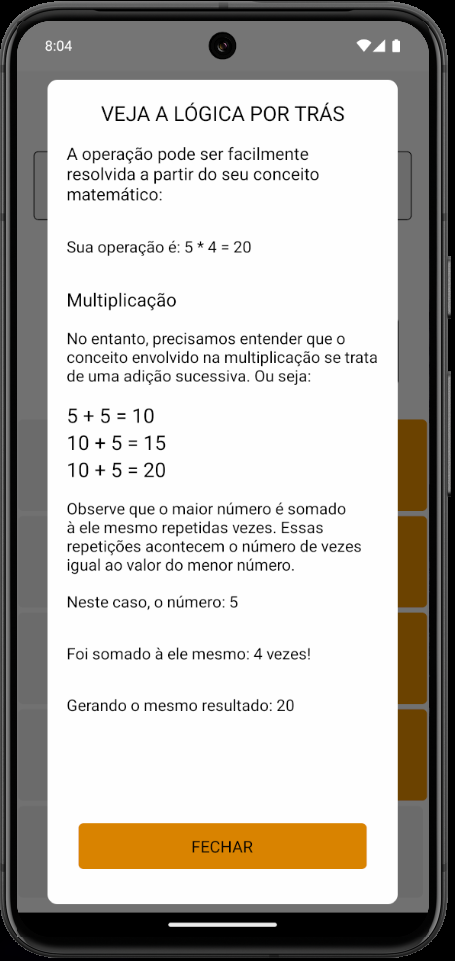 8:04
VEJA A LÓGICA POR TRÁS
A operação pode ser facilmente
resolvida a partir do seu conceito
matemático:
Sua operação é: 5 * 4 = 20
Multiplicação
No entanto, precisamos entender que o
conceito envolvido na multiplicação se trata
de uma adição sucessiva. Ou seja:
5 + 5 = 10
10 + 5 = 15
10 + 5 = 20
Observe que o maior número é somado
à ele mesmo repetidas vezes. Essas
repetições acontecem o número de vezes
igual ao valor do menor número.
Neste caso, o número: 5
Foi somado à ele mesmo: 4 vezes!
Gerando o mesmo resultado: 20
FECHAR